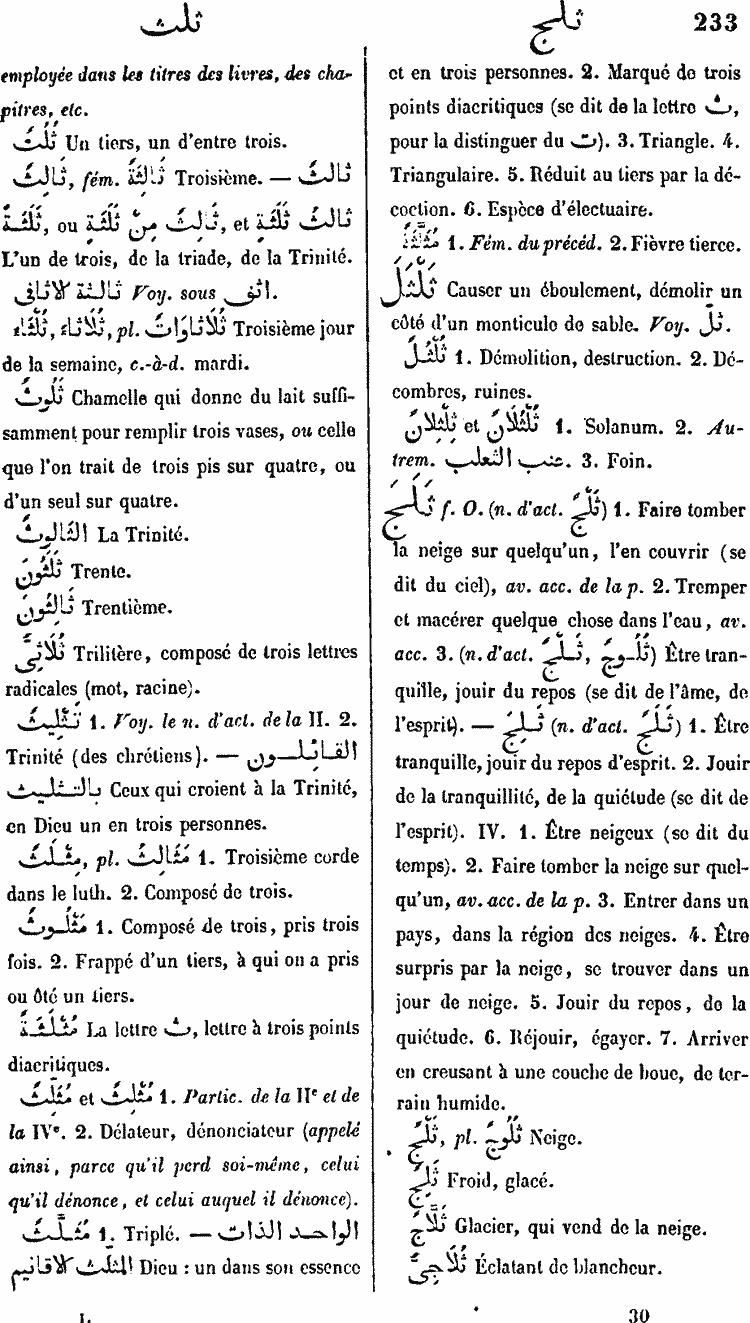 ثلث
ثلج 233
employée dans les titres des livres, des cha-
pitres, etc.
ثُلُثٌ Un tiers, un d'entre trois.
ثَالِثٌ, fém. ثَالِثَةٌ Troisième. — ثَالِثُ
ثَلَثَةٍ, ou ثَالِثٌ مِنْ ثَلَثَةٍ, et ثَالِثُ ثَلَثَةٍ
L'un de trois, de la triade, de la Trinité.
ثالثة الاثافى Voy. sous اثفى.
ثَلَثَاء, ثَلَاثَاء, pl. ثَلَاثَاوَات Troisième jour
de la semaine, c.-à-d. mardi.
ثَلُوثٌ Chamelle qui donne du lait suffi-
samment pour remplir trois vases, ou celle
que l'on trait de trois pis sur quatre, ou
d'un seul sur quatre.
الثَّالُوثُ La Trinité.
ثَلَثُونَ Trente.
ثَالِثُونَ Trentième.
ثُلَاثِىٌّ Trilitère, composé de trois lettres
radicales (mot, racine).
تَثْلِيثٌ 1. Voy. le n. d'act. de la II. 2.
Trinité (des chrétiens). — القائلون
بالتثليث Ceux qui croient à la Trinité,
en Dieu un en trois personnes.
مَثْلَثٌ, pl. مَثَالِثُ 1. Troisième corde
dans le luth. 2. Composé de trois.
مَثْلُوثٌ 1. Composé de trois, pris trois
fois. 2. Frappé d'un tiers, à qui on a pris
ou ôté un tiers.
مُثَلَّثَةٌ La lettre ث, lettre à trois points
diacritiques.
مُثَلِّثٌ et مُثْلِثٌ 1. Partic. de la IIe et de
la IVe. 2. Délateur, dénonciateur (appelé
ainsi, parce qu'il perd soi-même, celui
qu'il dénonce, et celui auquel il dénonce).
مُثَلَّثٌ 1. Triplé. — الواحد الذات
المثلث الاقانيم Dieu : un dans son essence
I.
et en trois personnes. 2. Marqué de trois
points diacritiques (se dit de la lettre ث,
pour la distinguer du ت). 3. Triangle. 4.
Triangulaire. 5. Réduit au tiers par la dé-
coction. 6. Espèce d'électuaire.
مُثَلَّثَةٌ 1. Fém. du précéd. 2. Fièvre tierce.
ثَلْثَلَ Causer un éboulement, démolir un
côté d'un monticule de sable. Voy. ثل.
ثَلْثَلٌ 1. Démolition, destruction. 2. Dé-
combres, ruines.
ثَلْثَلَانٌ et ثُلْثُلَانٌ 1. Solanum. 2. Au-
trem. عنب الثعلب. 3. Foin.
ثَلَجَ f. O. (n. d'act. ثَلْجٌ) 1. Faire tomber
la neige sur quelqu'un, l'en couvrir (se
dit du ciel), av. acc. de la p. 2. Tremper
et macérer quelque chose dans l'eau, av.
acc. 3. (n. d'act. ثَلْجٌ, ثُلُوجٌ) Être tran-
quille, jouir du repos (se dit de l'âme, de
l'esprit). — ثَلِجَ (n. d'act. ثَلَجٌ) 1. Être
tranquille, jouir du repos d'esprit. 2. Jouir
de la tranquillité, de la quiétude (se dit de
l'esprit). IV. 1. Être neigeux (se dit du
temps). 2. Faire tomber la neige sur quel-
qu'un, av. acc. de la p. 3. Entrer dans un
pays, dans la région des neiges. 4. Être
surpris par la neige, se trouver dans un
jour de neige. 5. Jouir du repos, de la
quiétude. 6. Réjouir, égayer. 7. Arriver
en creusant à une couche de boue, de ter-
rain humide.
ثَلْجٌ, pl. ثُلُوجٌ Neige.
ثَلِجٌ Froid, glacé.
ثَلَّاجٌ Glacier, qui vend de la neige.
ثُلَاجِىٌّ Éclatant de blancheur.
30